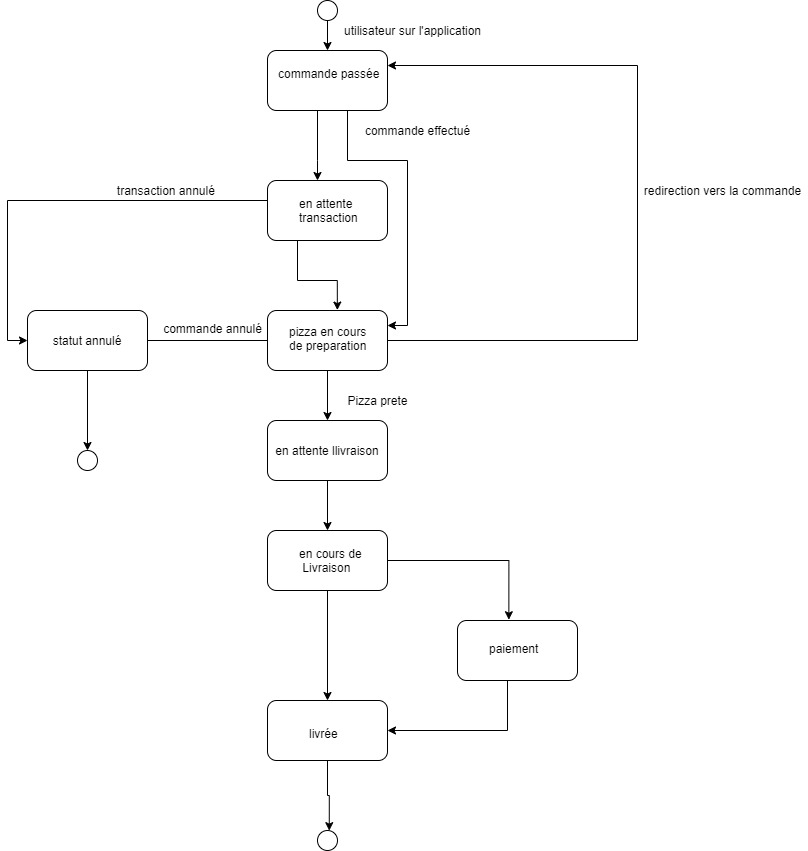 utilisateur sur l'application
commande passée
commande effectué
transaction annulé
redirection vers la commande
en attente
transaction
statut annulé
commande annulé
pizza en cours
de preparation
Pizza prete
en attente llivraison
en cours de
Livraison
paiement
livrée